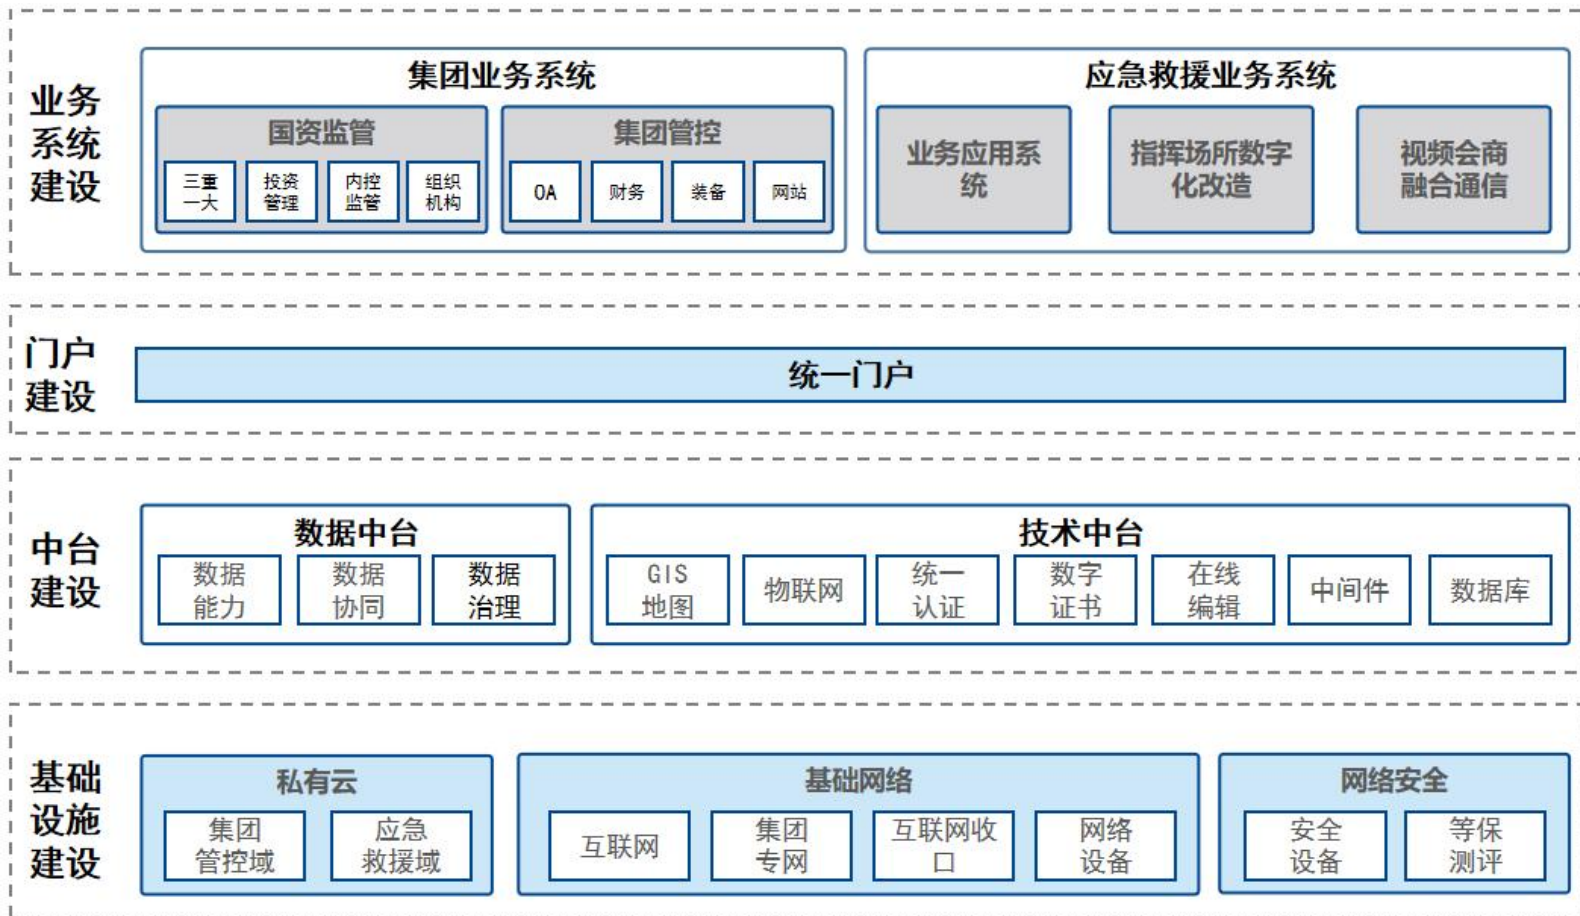 业务
系统
建设
集团业务系统
国资监管
三重
一大
投资
管理
内控
监管
组织
机构
集团管控
OA
财务
装备
网站
应急救援业务系统
业务应用系
统
指挥场所数字
化改造
视频会商
融合通信
门户
建设
统一门户
中台
建设
数据中台
数据
能力
数据
协同
数据
治理
技术中台
GIS
地图
物联网
统一
认证
数字
证书
在线
编辑
中间件
数据库
基础
设施
建设
私有云
集团
管控域
应急
救援域
基础网络
互联网
集团
专网
互联网收
口
网络
设备
网络安全
安全
设备
等保
测评